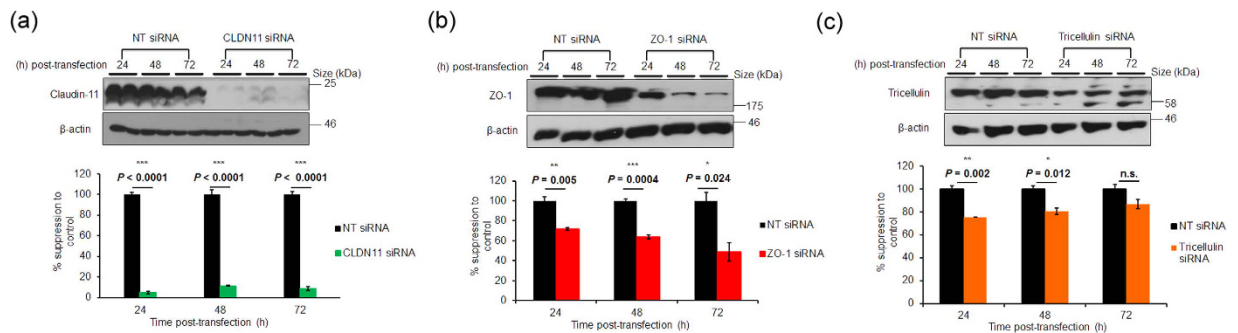 (a)
NT siRNA CLDN11 siRNA
(h) post-transfection 24 48 72 24 48 72 Size (kDa)
Claudin-11 25
β-actin 46
*** *** ***
P < 0.0001 P < 0.0001 P < 0.0001
% suppression to control
120
100
80
60
40
20
0
NT siRNA
CLDN11 siRNA
24 48 72
Time post-transfection (h)
(b)
NT siRNA ZO-1 siRNA
(h) post-transfection 24 48 72 24 48 72 Size (kDa)
ZO-1 175
β-actin 46
** *** *
P = 0.005 P = 0.0004 P = 0.024
% suppression to control
120
100
80
60
40
20
0
NT siRNA
ZO-1 siRNA
24 48 72
Time post-transfection (h)
(c)
NT siRNA Tricellulin siRNA
(h) post-transfection 24 48 72 24 48 72 Size (kDa)
Tricellulin 58
β-actin 46
** *
P = 0.002 P = 0.012 n.s.
% suppression to control
120
100
80
60
40
20
0
NT siRNA
Tricellulin
siRNA
24 48 72
Time post-transfection (h)